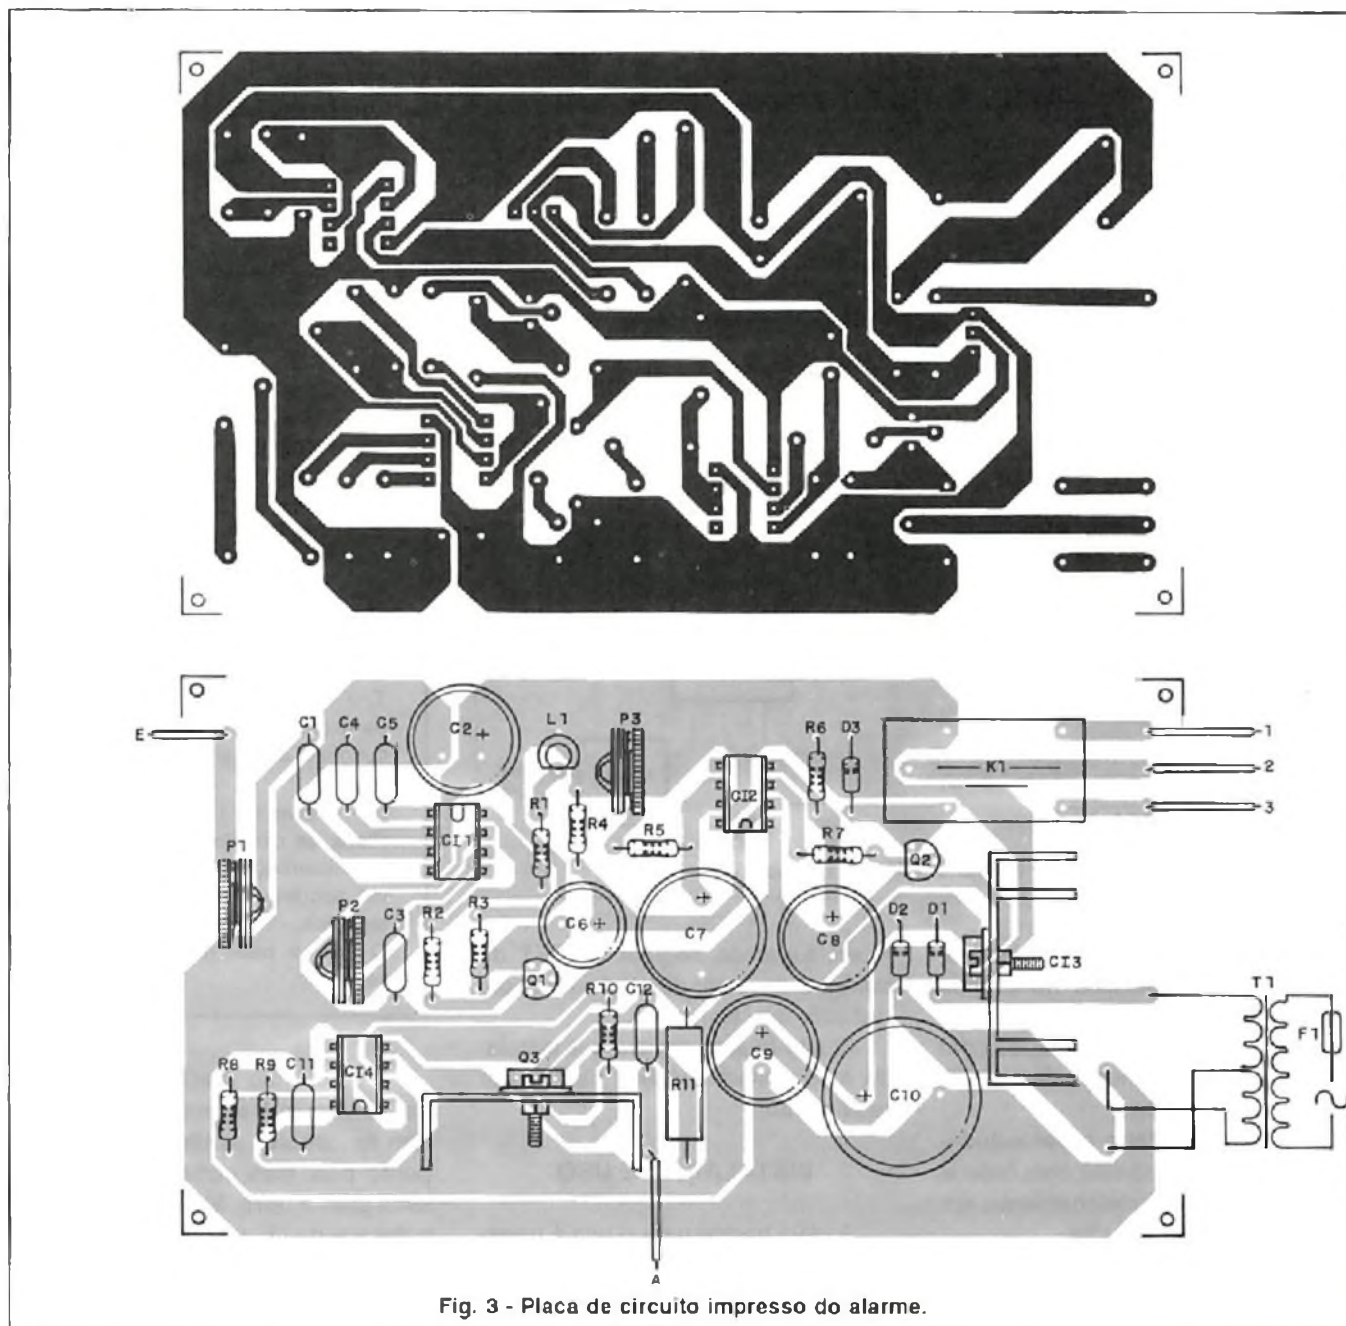 C1 C4 C5 C2 L1 P3 R6 D3
E K1 1
2
3
CI2
CI1 R1 R4 R5 R7 Q2
P1
P2 C3 R2 R3 C6 C7 C8 D2 D1
CI3
Q1 R10 C12 T1
F1
R8 R9 C11 CI4 Q3 R11 C9 C10
A
Fig. 3 - Placa de circuito impresso do alarme.